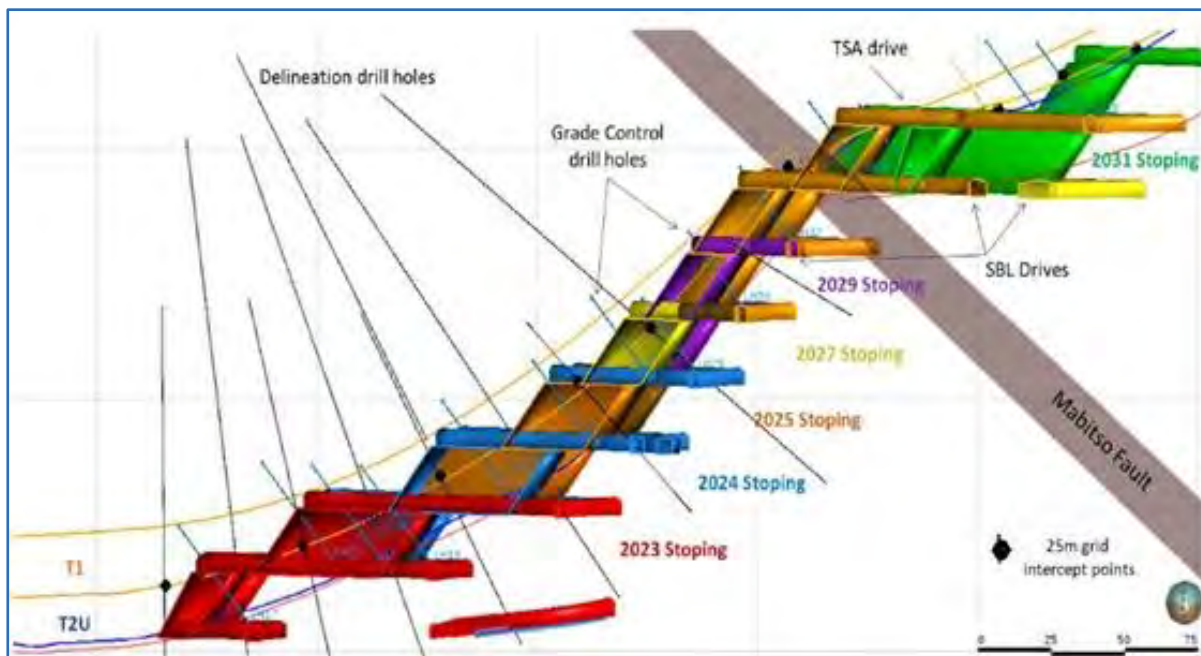 TSA drive
Delineation drill holes
Grade Control
drill holes
2031 Stoping
SBL Drives
2029 Stoping
2027 Stoping
Mabitso Fault
2025 Stoping
2024 Stoping
2023 Stoping
25m grid
intercept points
T1
T2U
0 25 50 75